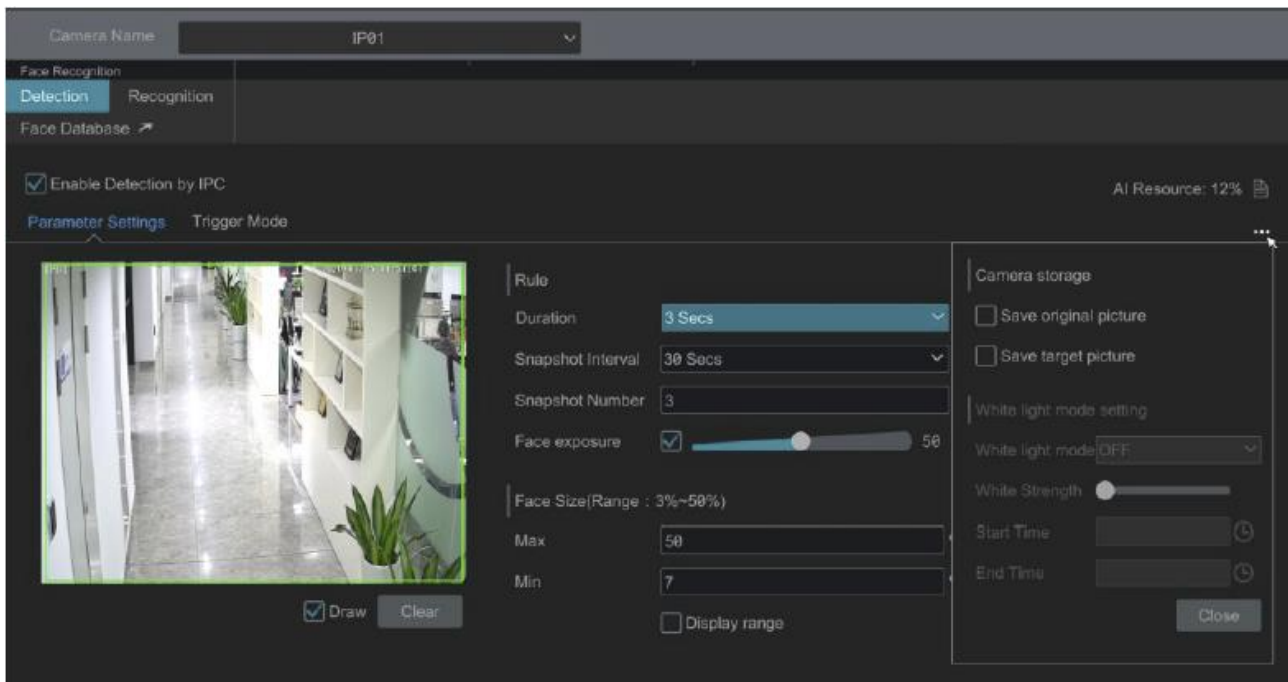 Camera Name IP01
Face Recognition
Detection Recognition
Face Database
Enable Detection by IPC
AI Resource: 12%
Parameter Settings Trigger Mode
...
Rule
Duration 3 Secs
Snapshot Interval 30 Secs
Snapshot Number 3
Face exposure 50
Face Size(Range : 3%~50%)
Max 50
Min 7
Display range
Draw Clear
Camera storage
Save original picture
Save target picture
White light mode setting
White light mode OFF
White Strength
Start Time
End Time
Close